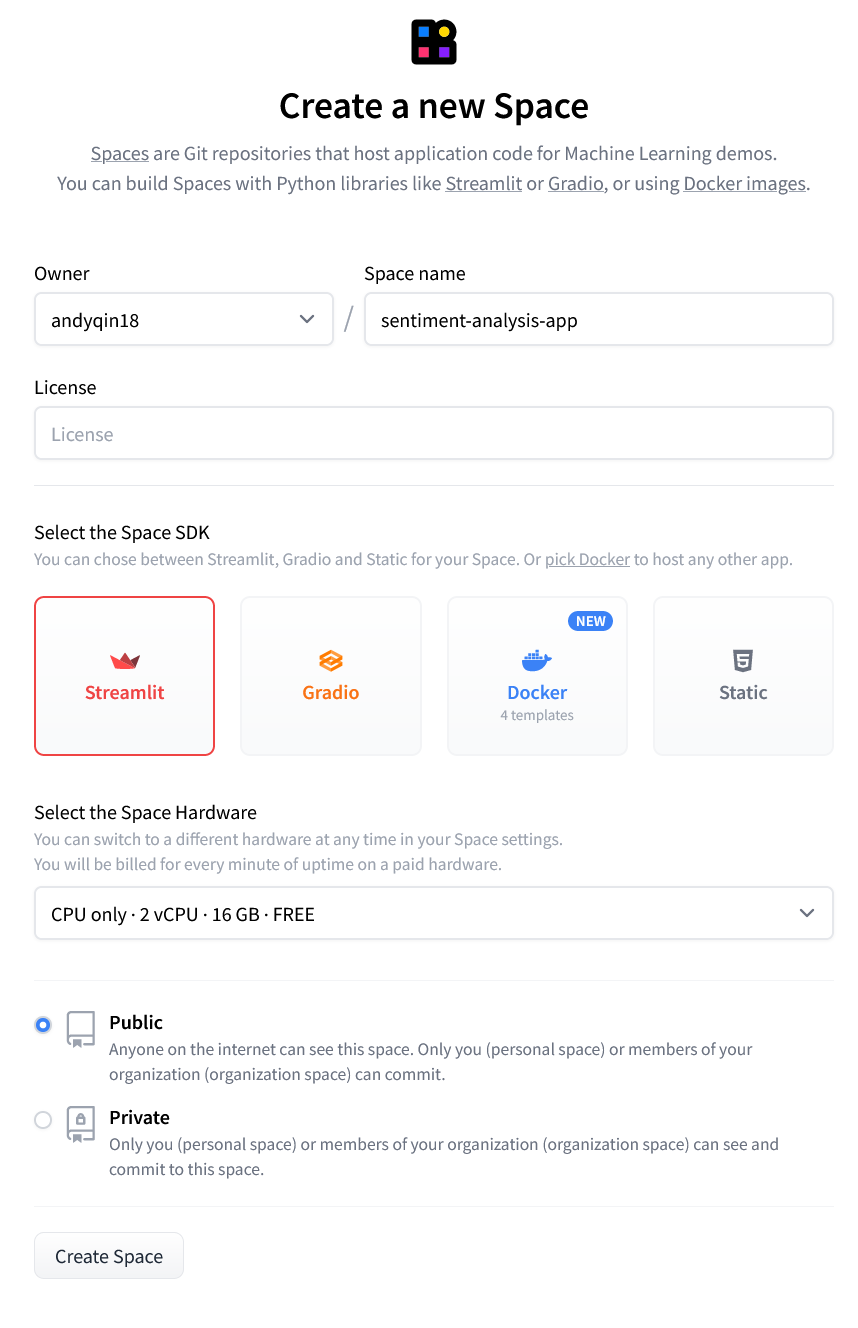 Create a new Space
Spaces are Git repositories that host application code for Machine Learning demos.
You can build Spaces with Python libraries like Streamlit or Gradio, or using Docker images.
Owner
Space name
andyqin18
/
sentiment-analysis-app
License
License
Select the Space SDK
You can chose between Streamlit, Gradio and Static for your Space. Or pick Docker to host any other app.
NEW
Streamlit
Gradio
Docker
4 templates
Static
Select the Space Hardware
You can switch to a different hardware at any time in your Space settings.
You will be billed for every minute of uptime on a paid hardware.
CPU only · 2 vCPU · 16 GB · FREE
Public
Anyone on the internet can see this space. Only you (personal space) or members of your
organization (organization space) can commit.
Private
Only you (personal space) or members of your organization (organization space) can see and
commit to this space.
Create Space